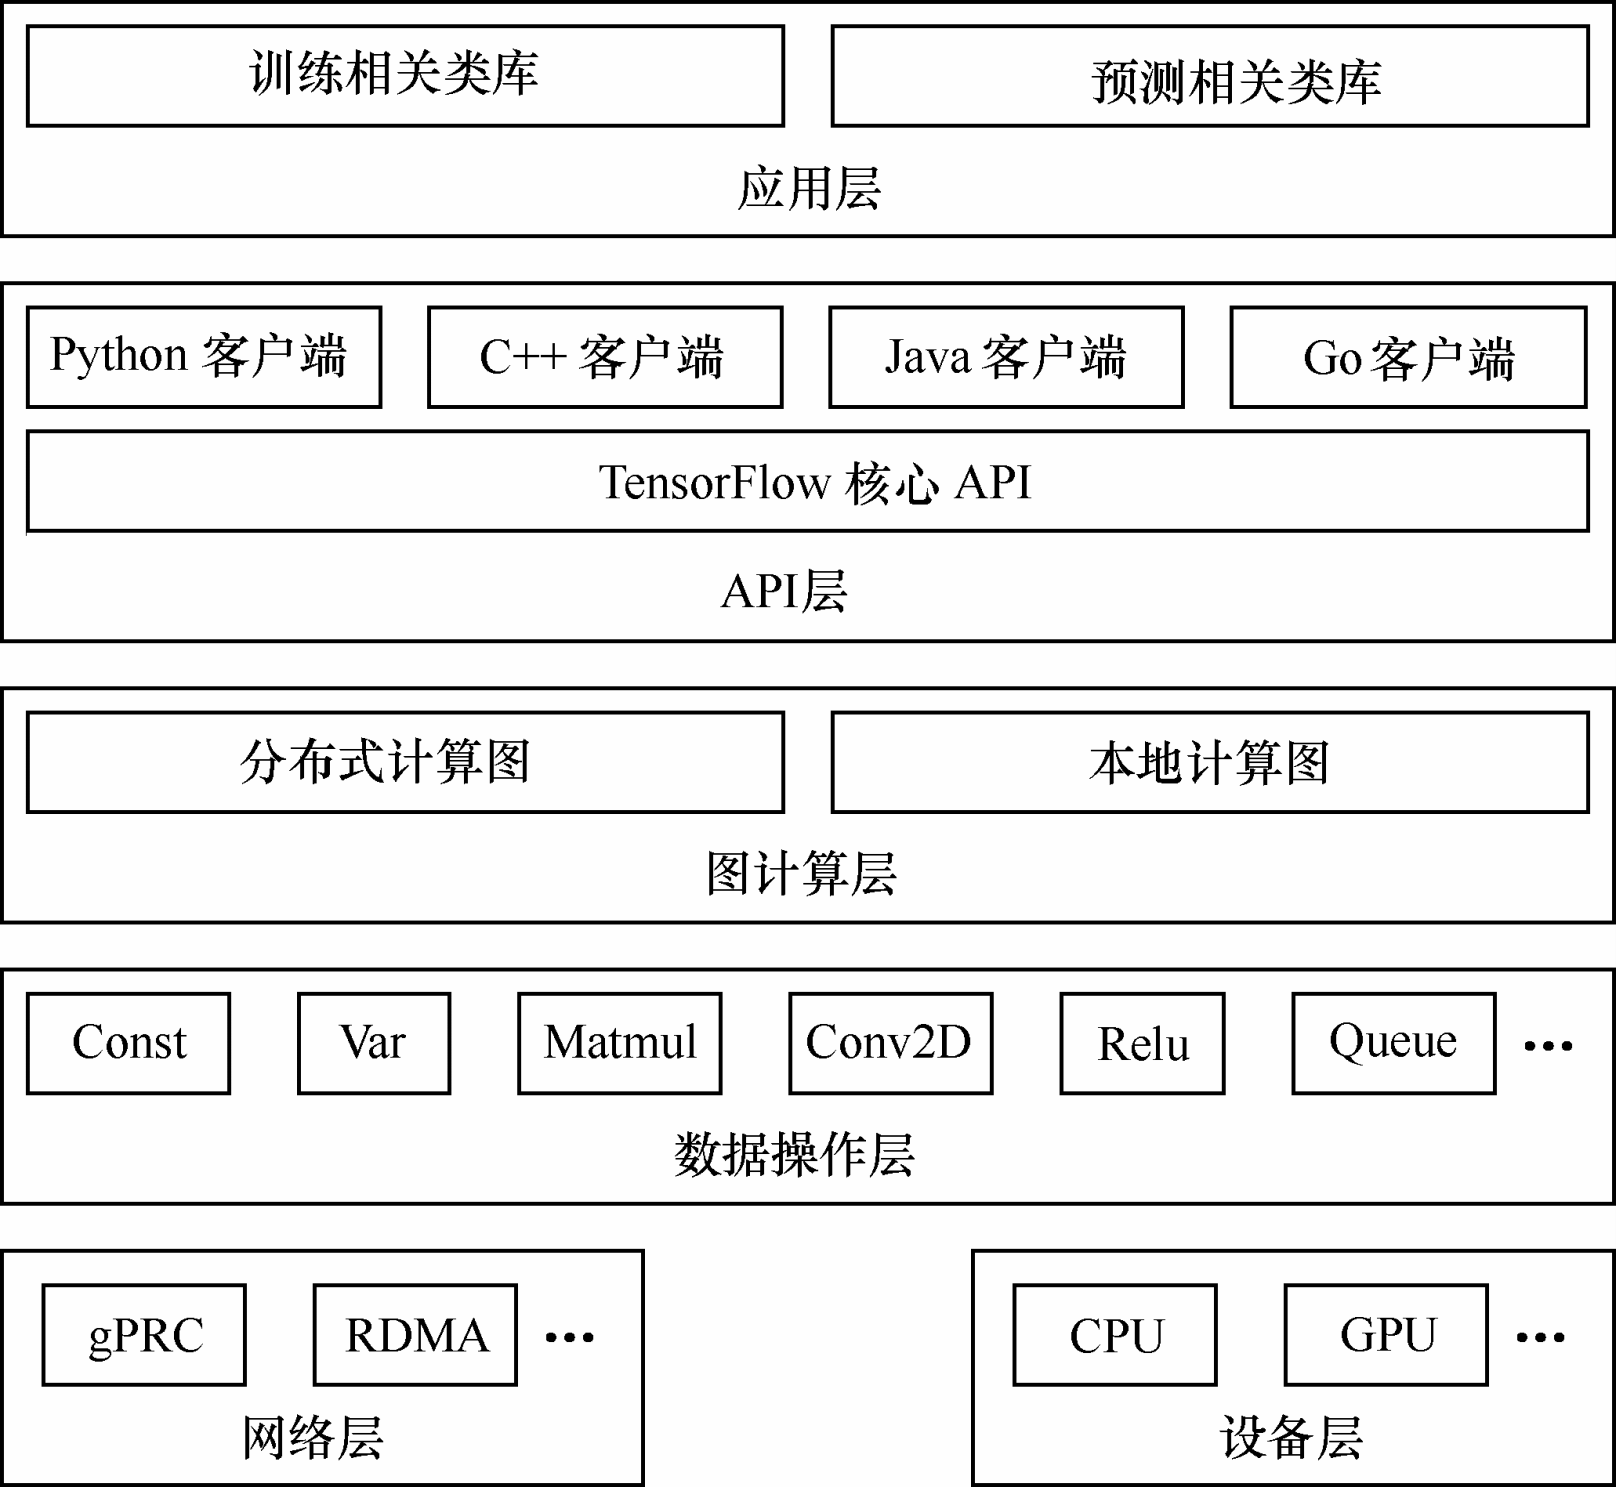 训练相关类库
预测相关类库
应用层
Python 客户端
C++ 客户端
Java 客户端
Go 客户端
TensorFlow 核心 API
API层
分布式计算图
本地计算图
图计算层
Const
Var
Matmul
Conv2D
Relu
Queue
•••
数据操作层
gPRC
RDMA
•••
网络层
CPU
GPU
•••
设备层